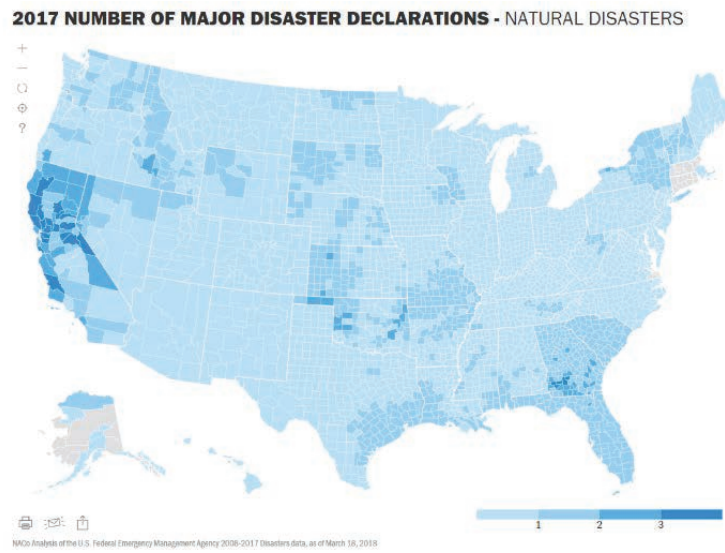 2017 NUMBER OF MAJOR DISASTER DECLARATIONS - NATURAL DISASTERS
+
−
?
1 2 3
NACo Analysis of the U.S. Federal Emergency Management Agency 2008-2017 Disasters data, as of March 16, 2018